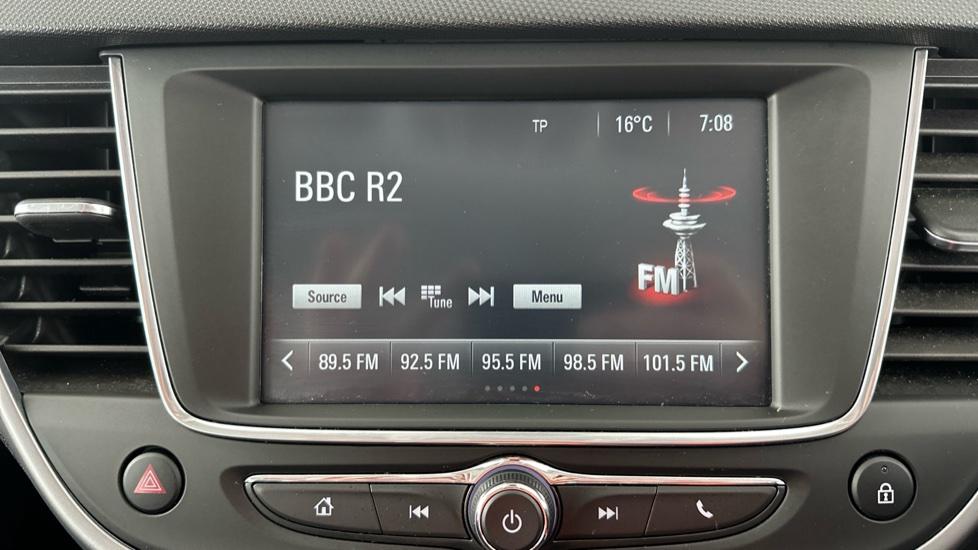 TP 16°C 7:08
BBC R2
FM
Source Tune Menu
89.5 FM 92.5 FM 95.5 FM 98.5 FM 101.5 FM